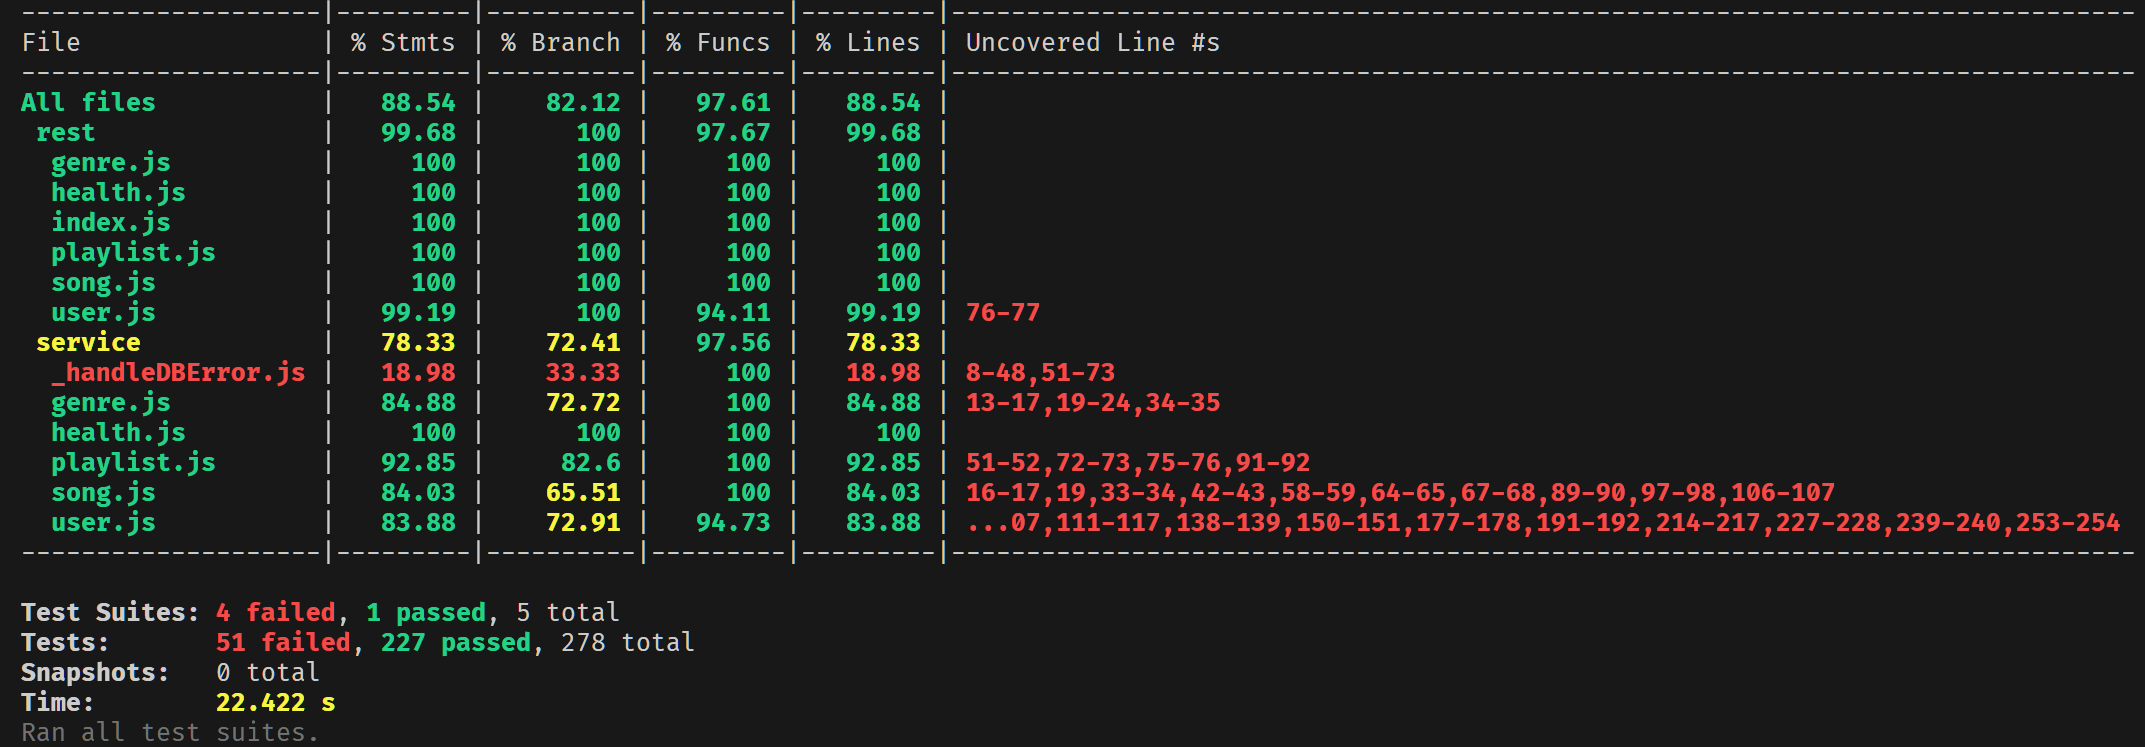 --------------------|---------|----------|---------|---------|-------------------------------------------------------------------------------
File                | % Stmts | % Branch | % Funcs | % Lines | Uncovered Line #s
--------------------|---------|----------|---------|---------|-------------------------------------------------------------------------------
All files           |   88.54 |    82.12 |   97.61 |   88.54 |
 rest               |   99.68 |      100 |   97.67 |   99.68 |
  genre.js          |     100 |      100 |     100 |     100 |
  health.js         |     100 |      100 |     100 |     100 |
  index.js          |     100 |      100 |     100 |     100 |
  playlist.js       |     100 |      100 |     100 |     100 |
  song.js           |     100 |      100 |     100 |     100 |
  user.js           |   99.19 |      100 |   94.11 |   99.19 | 76-77
 service            |   78.33 |    72.41 |   97.56 |   78.33 |
  _handleDBError.js |   18.98 |    33.33 |     100 |   18.98 | 8-48,51-73
  genre.js          |   84.88 |    72.72 |     100 |   84.88 | 13-17,19-24,34-35
  health.js         |     100 |      100 |     100 |     100 |
  playlist.js       |   92.85 |     82.6 |     100 |   92.85 | 51-52,72-73,75-76,91-92
  song.js           |   84.03 |    65.51 |     100 |   84.03 | 16-17,19,33-34,42-43,58-59,64-65,67-68,89-90,97-98,106-107
  user.js           |   83.88 |    72.91 |   94.73 |   83.88 | ...07,111-117,138-139,150-151,177-178,191-192,214-217,227-228,239-240,253-254
--------------------|---------|----------|---------|---------|-------------------------------------------------------------------------------
Test Suites: 4 failed, 1 passed, 5 total
Tests:       51 failed, 227 passed, 278 total
Snapshots:   0 total
Time:        22.422 s
Ran all test suites.